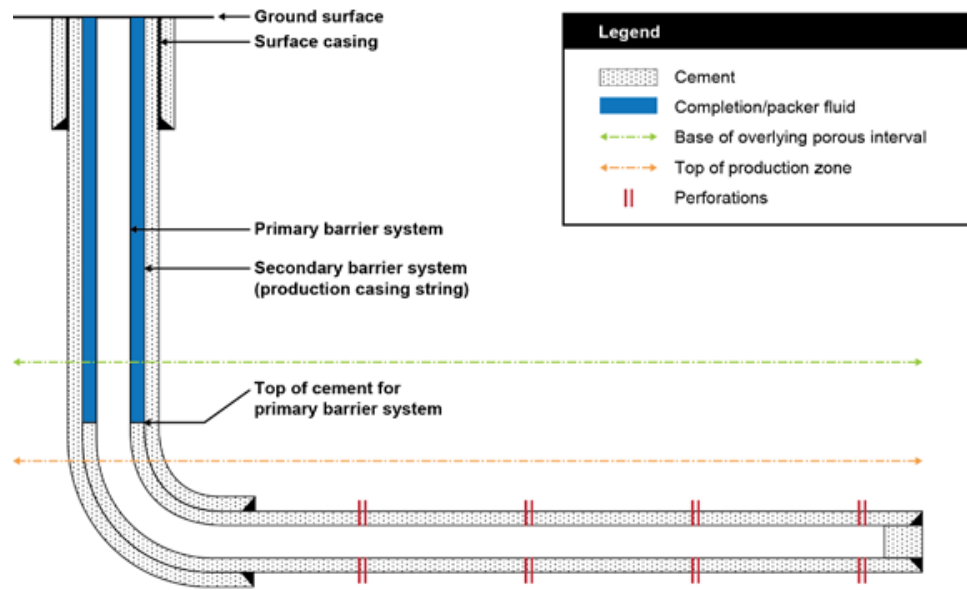 Ground surface
Surface casing
Legend
Cement
Completion/packer fluid
Base of overlying porous interval
Top of production zone
Perforations
Primary barrier system
Secondary barrier system
(production casing string)
Top of cement for
primary barrier system